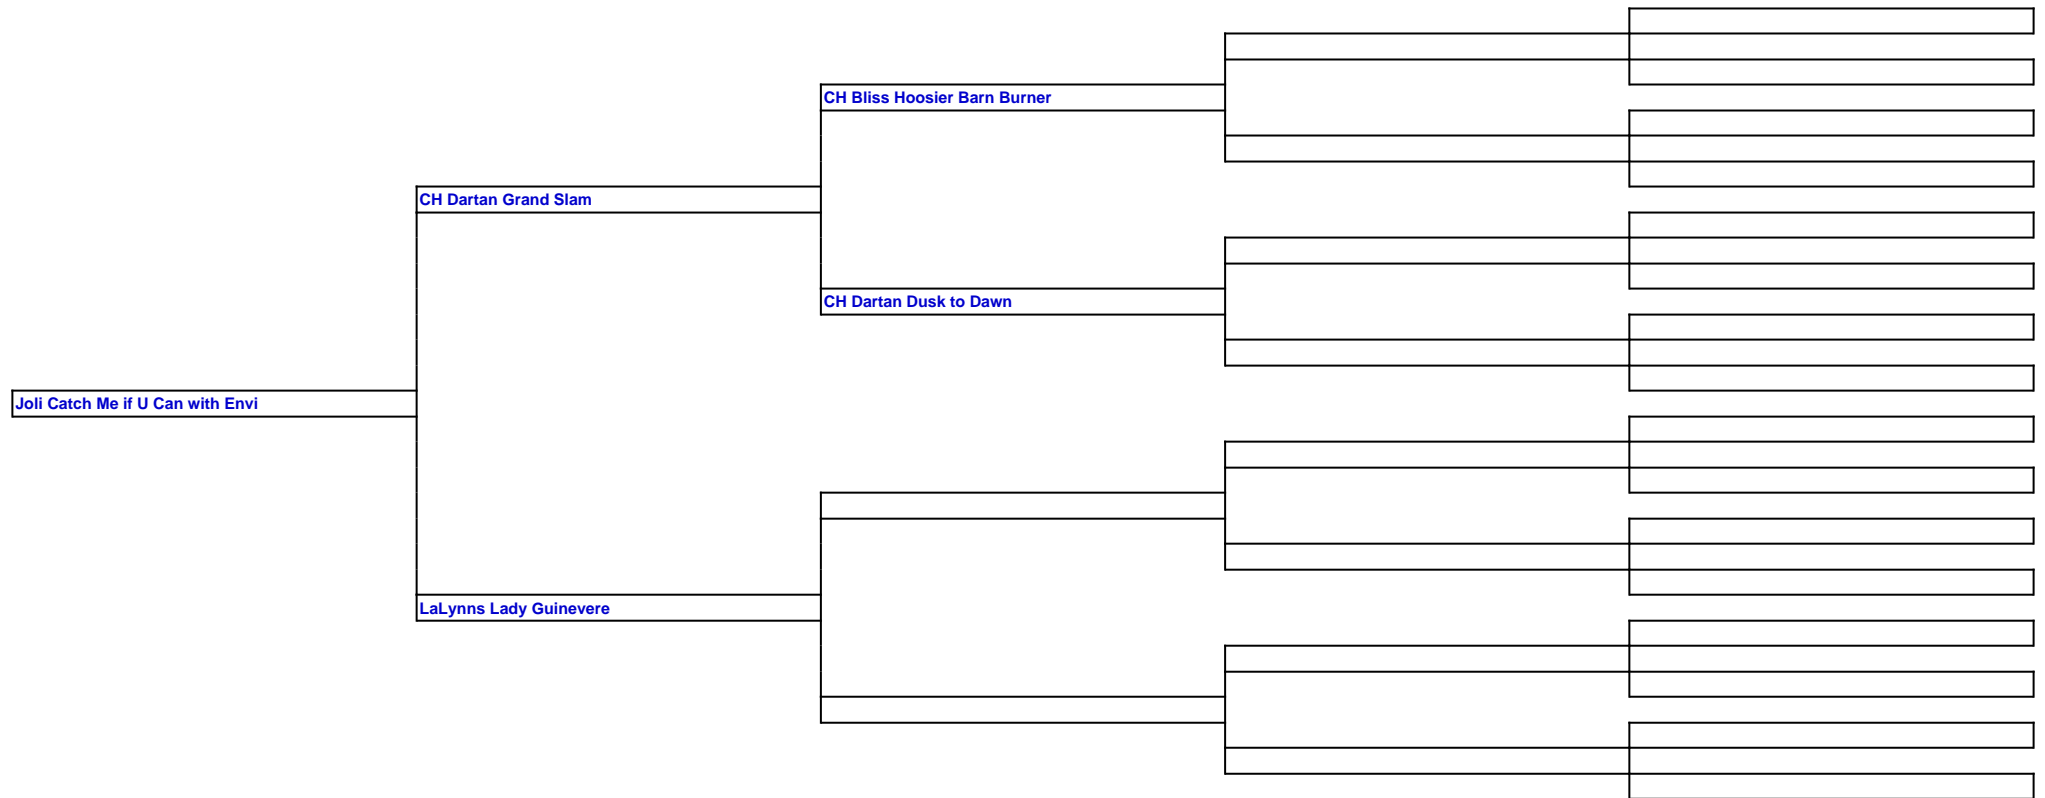 CH Bliss Hoosier Barn Burner
CH Dartan Grand Slam
CH Dartan Dusk to Dawn
Joli Catch Me if U Can with Envi
LaLynns Lady Guinevere